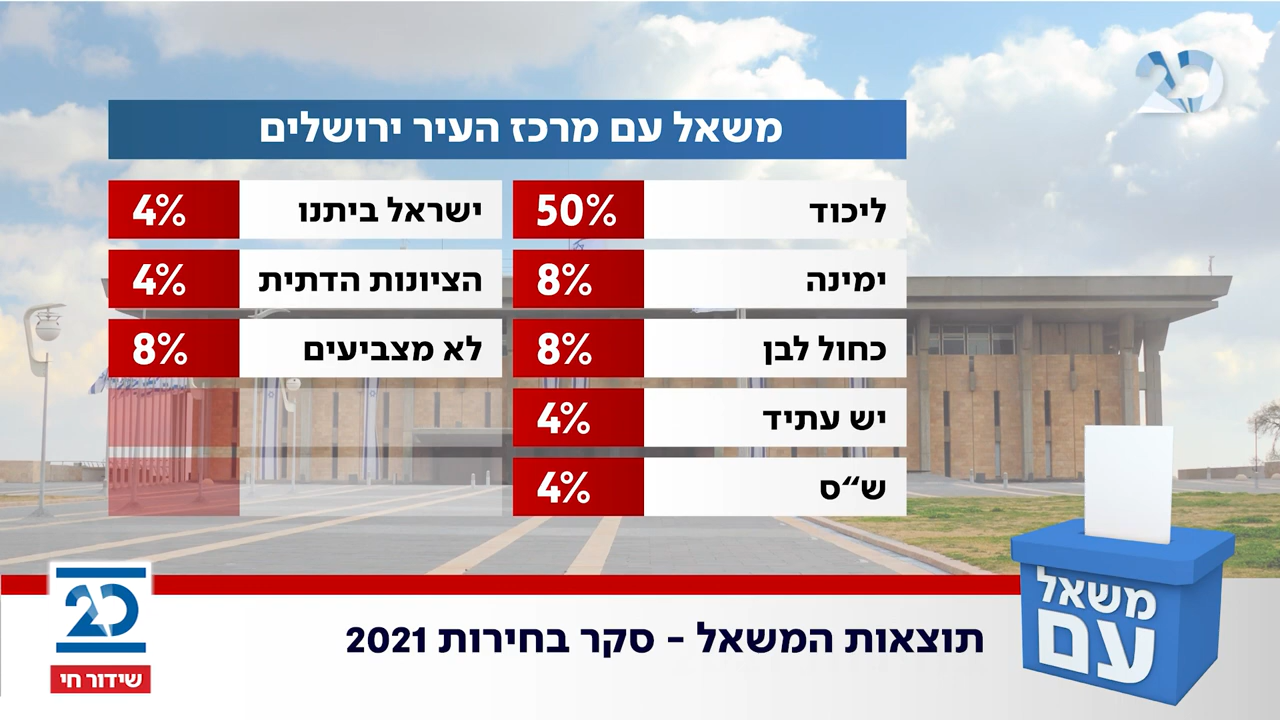 20
משאל עם מרכז העיר ירושלים
ליכוד 50%
ימינה 8%
כחול לבן 8%
יש עתיד 4%
ש“ס 4%
ישראל ביתנו 4%
הציונות הדתית 4%
לא מצביעים 8%
משאל
עם
תוצאות המשאל - סקר בחירות 2021
20
שידור חי